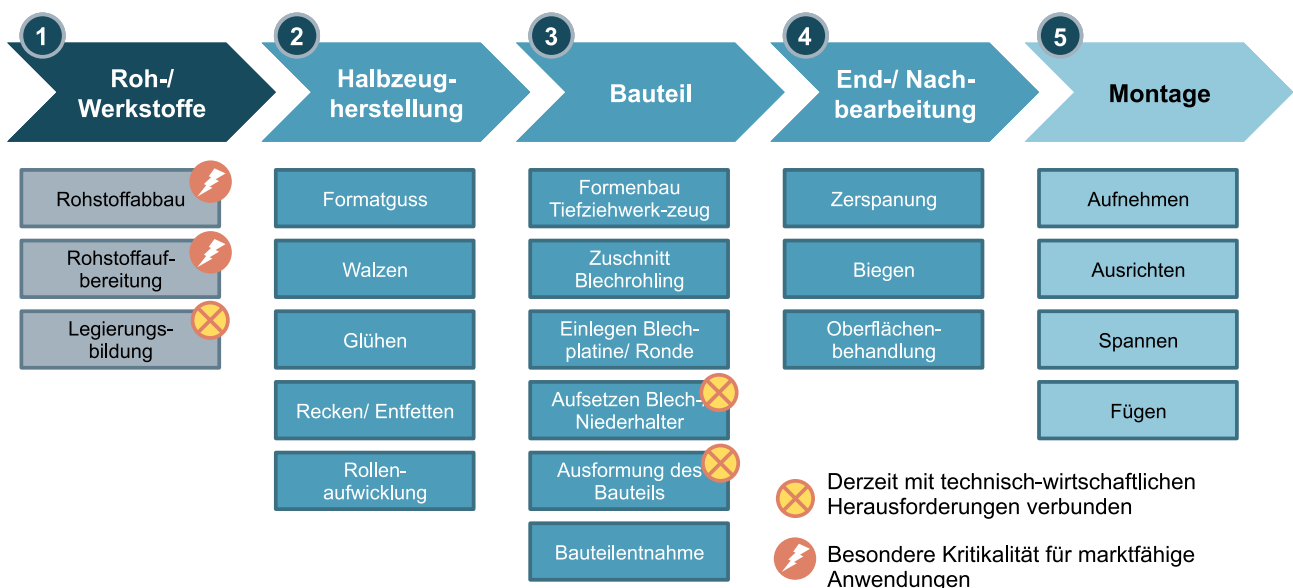 1
Roh-/
Werkstoffe
2
Halbzeug-
herstellung
3
Bauteil
4
End-/ Nach-
bearbeitung
5
Montage
Rohstoffabbau
Rohstoffauf-
bereitung
Legierungs-
bildung
Formatguss
Walzen
Glühen
Recken/ Entfetten
Rollen-
aufwicklung
Formenbau
Tiefziehwerk-zeug
Zuschnitt
Blechrohling
Einlegen Blech-
platine/ Ronde
Aufsetzen Blech-/
Niederhalter
Ausformung des
Bauteils
Bauteilentnahme
Zerspanung
Biegen
Oberflächen-
behandlung
Aufnehmen
Ausrichten
Spannen
Fügen
Derzeit mit technisch-wirtschaftlichen
Herausforderungen verbunden
Besondere Kritikalität für marktfähige
Anwendungen